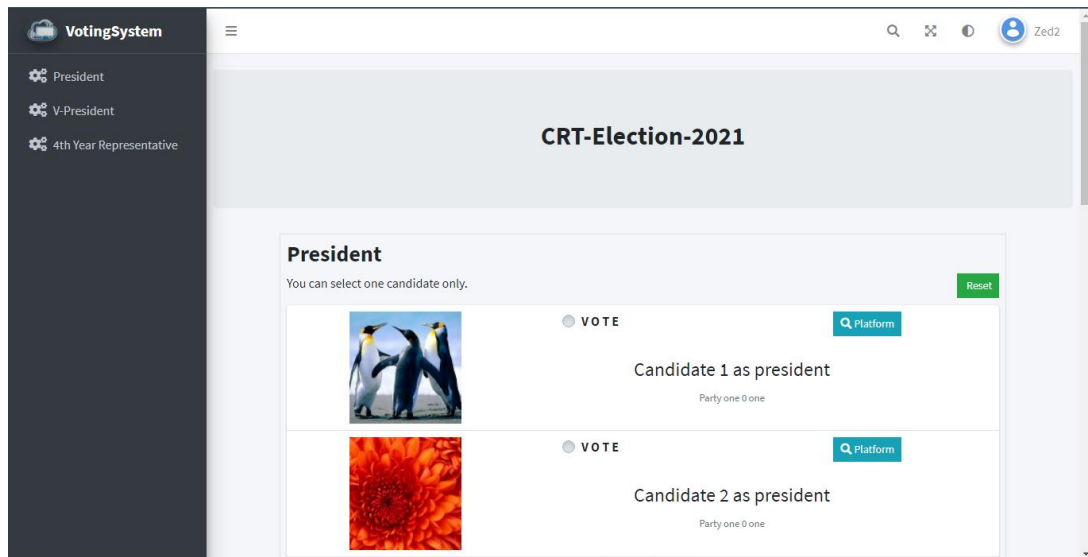 VotingSystem
Zed2
President
V-President
4th Year Representative
CRT-Election-2021
President
You can select one candidate only.
Reset
VOTE
Platform
Candidate 1 as president
Party one 0 one
VOTE
Platform
Candidate 2 as president
Party one 0 one